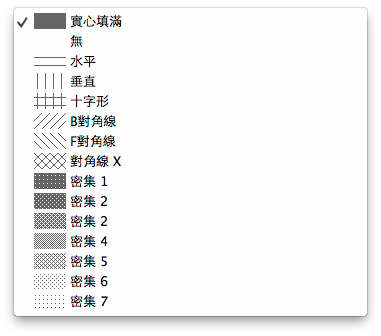 實心填滿
無
水平
垂直
十字形
B對角線
F對角線
對角線 X
密集 1
密集 2
密集 2
密集 4
密集 5
密集 6
密集 7